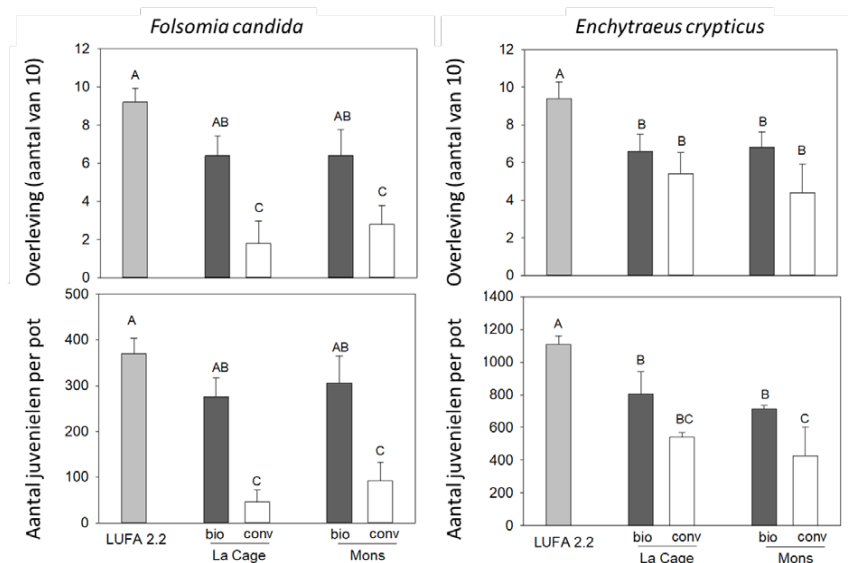 Folsomia candida
Enchytraeus crypticus
Overleving (aantal van 10)
12
10
8
6
4
2
0
A
AB
C
AB
C
Overleving (aantal van 10)
12
10
8
6
4
2
0
A
B
B
B
B
Aantal juvenielen per pot
500
400
300
200
100
0
A
AB
C
AB
C
LUFA 2.2
bio conv
bio conv
La Cage
Mons
Aantal juvenielen per pot
1400
1200
1000
800
600
400
200
0
A
B
BC
B
C
LUFA 2.2
bio conv
bio conv
La Cage
Mons